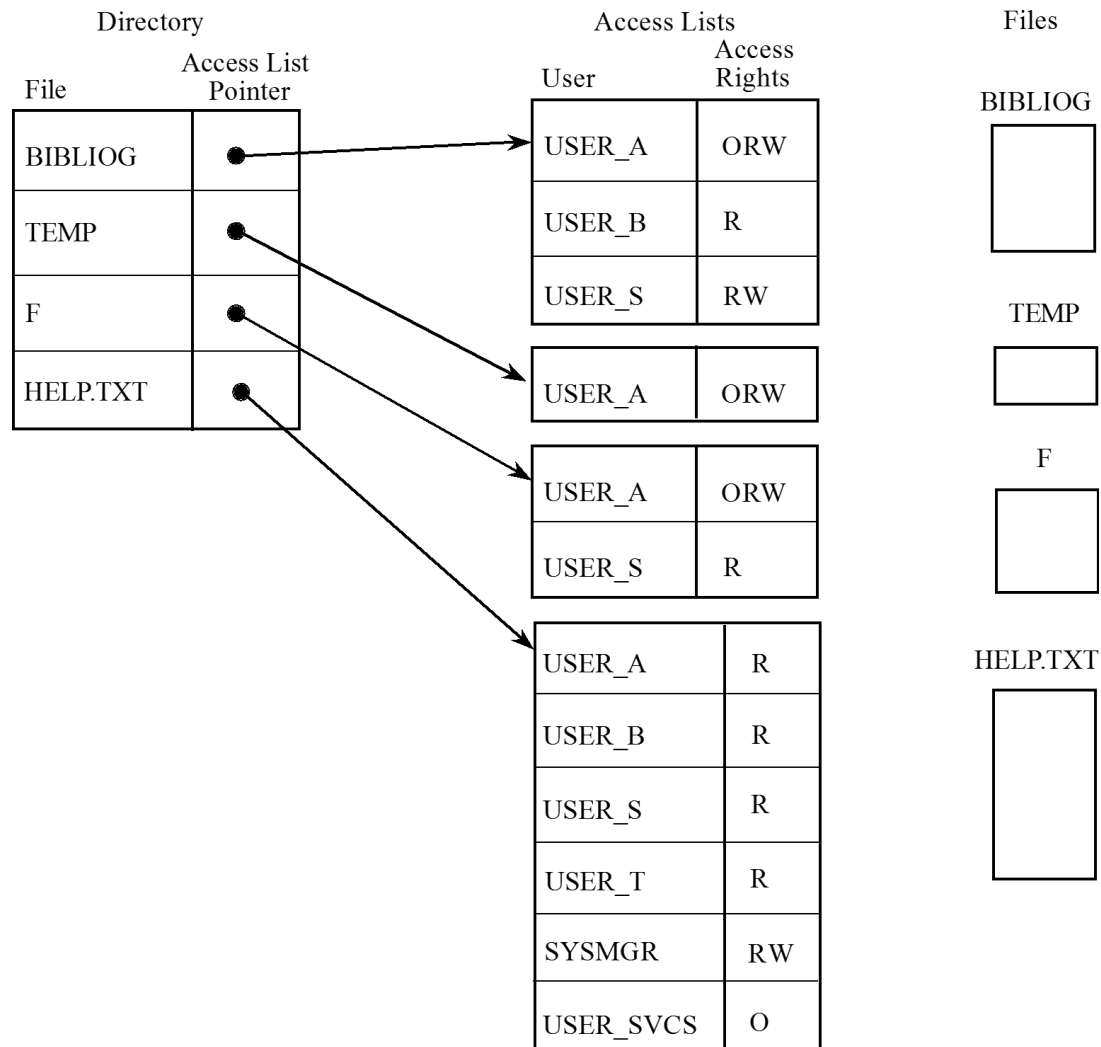 Directory
File
Access List
Pointer
BIBLIOG
TEMP
F
HELP.TXT
Access Lists
User
Access
Rights
USER_A ORW
USER_B R
USER_S RW
USER_A ORW
USER_A ORW
USER_S R
USER_A R
USER_B R
USER_S R
USER_T R
SYSMGR RW
USER_SVCS O
Files
BIBLIOG
TEMP
F
HELP.TXT